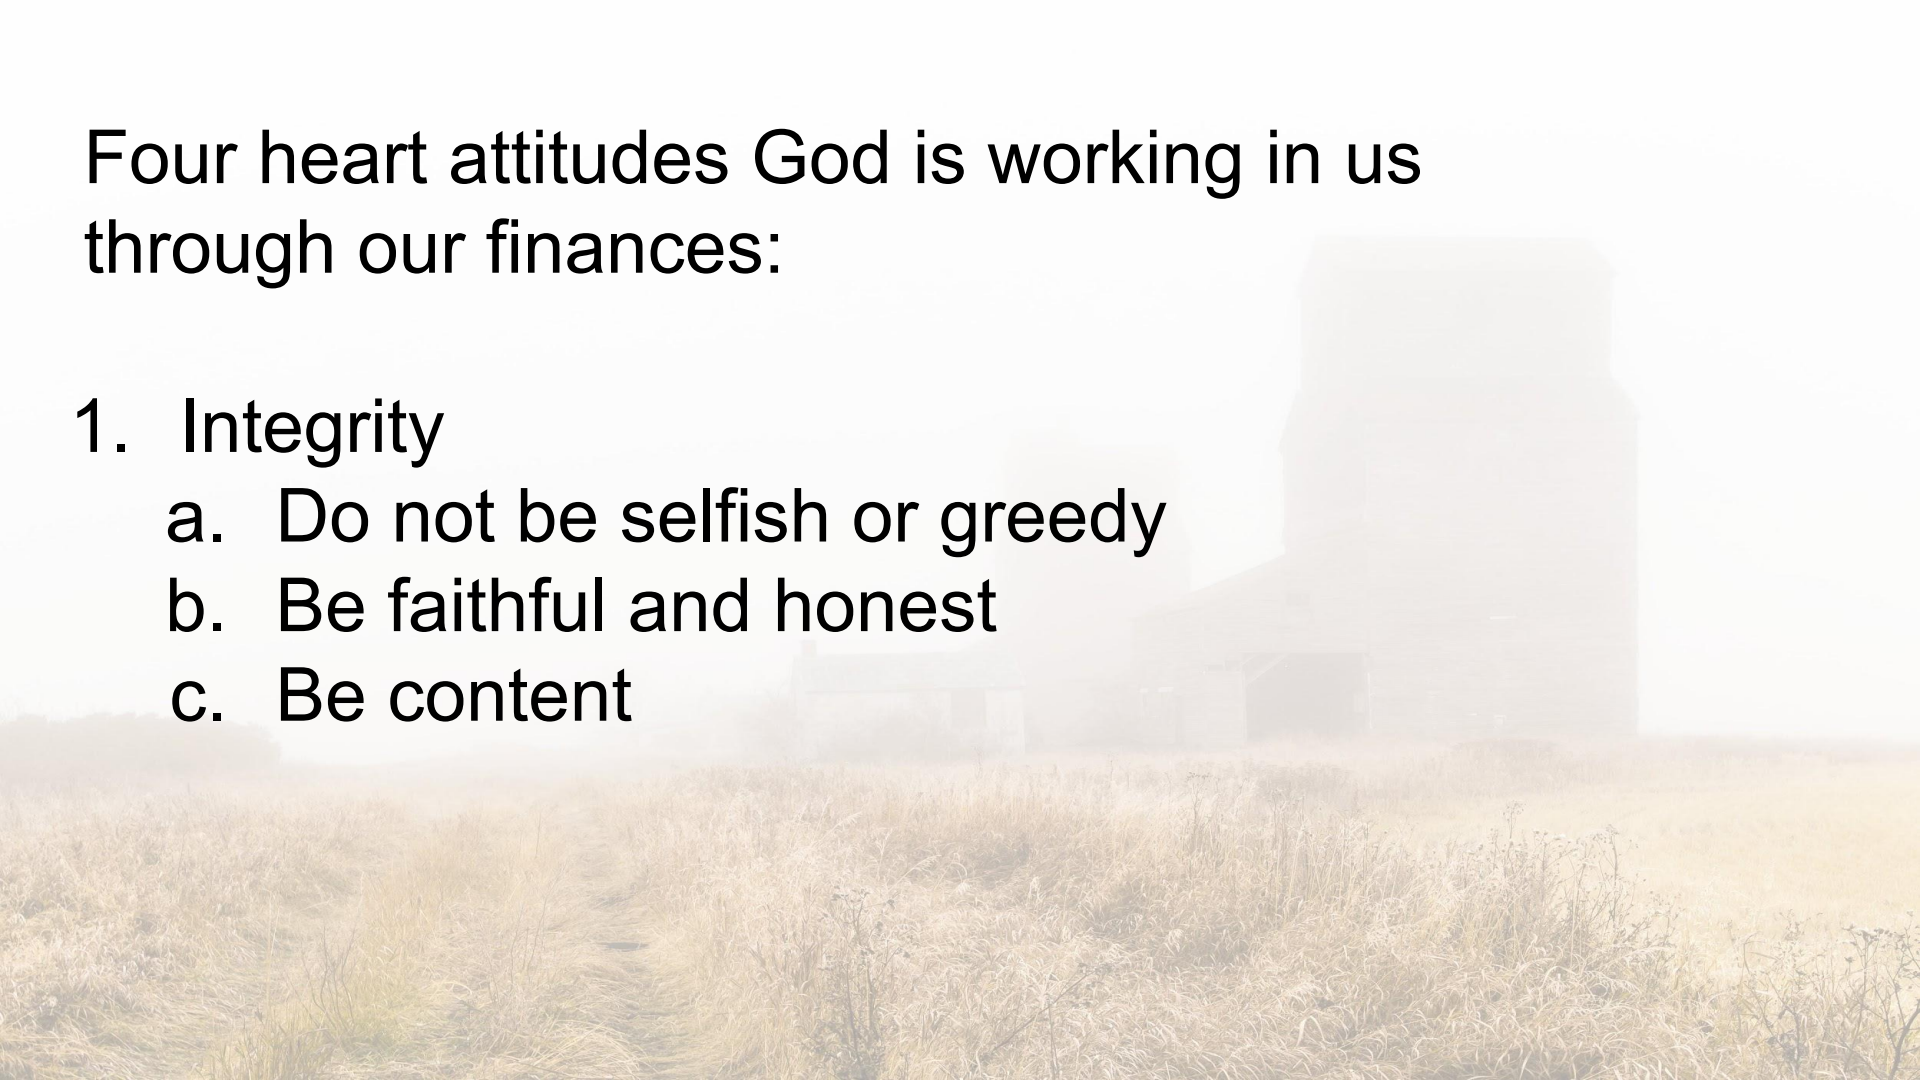 Four heart attitudes God is working in us
through our finances:
1. Integrity
a. Do not be selfish or greedy
b. Be faithful and honest
c. Be content